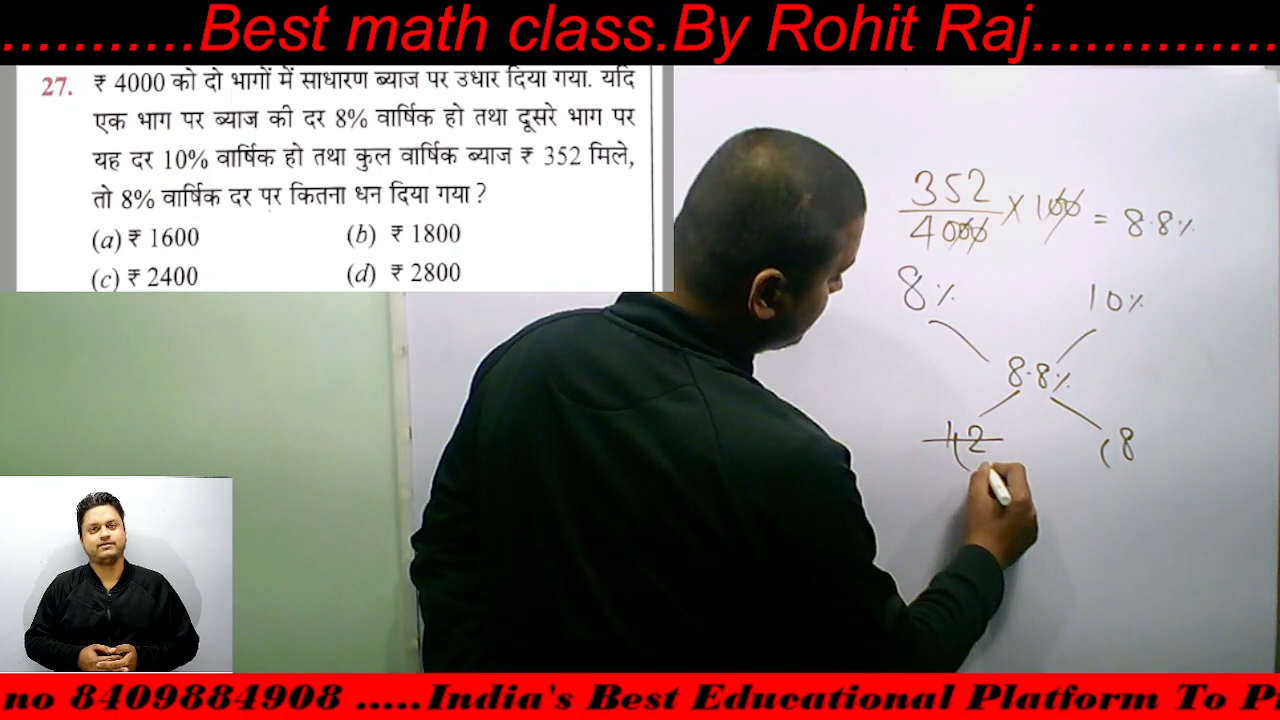 ...........Best math class.By Rohit Raj..............
27. ₹ 4000 को दो भागों में साधारण ब्याज पर उधार दिया गया. यदि
एक भाग पर ब्याज की दर 8% वार्षिक हो तथा दूसरे भाग पर
यह दर 10% वार्षिक हो तथा कुल वार्षिक ब्याज ₹ 352 मिले,
तो 8% वार्षिक दर पर कितना धन दिया गया ?
(a) ₹ 1600 (b) ₹ 1800
(c) ₹ 2400 (d) ₹ 2800
352
4000 × 100 = 8.8%
8% 10%
8.8%
12 8
no 8409884908 .....India's Best Educational Platform To